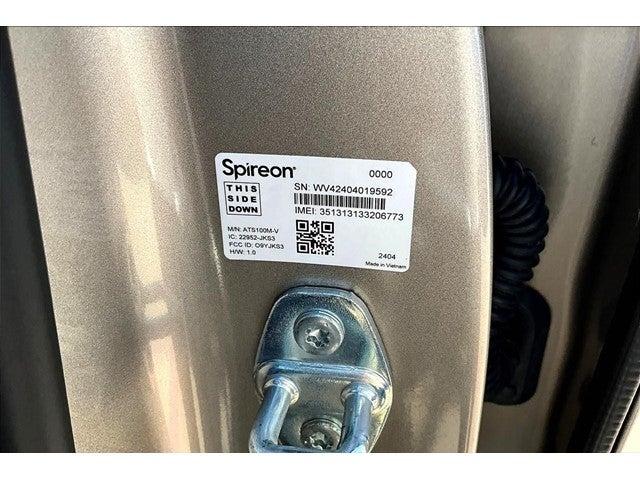 Spireon®
0000
THIS
SIDE
DOWN
SN: WV42404019592
IMEI: 351313133206773
M/N: ATS100M-V
IC: 22952-JKS3
FCC ID: O9YJKS3
H/W: 1.0
2404
Made in Vietnam